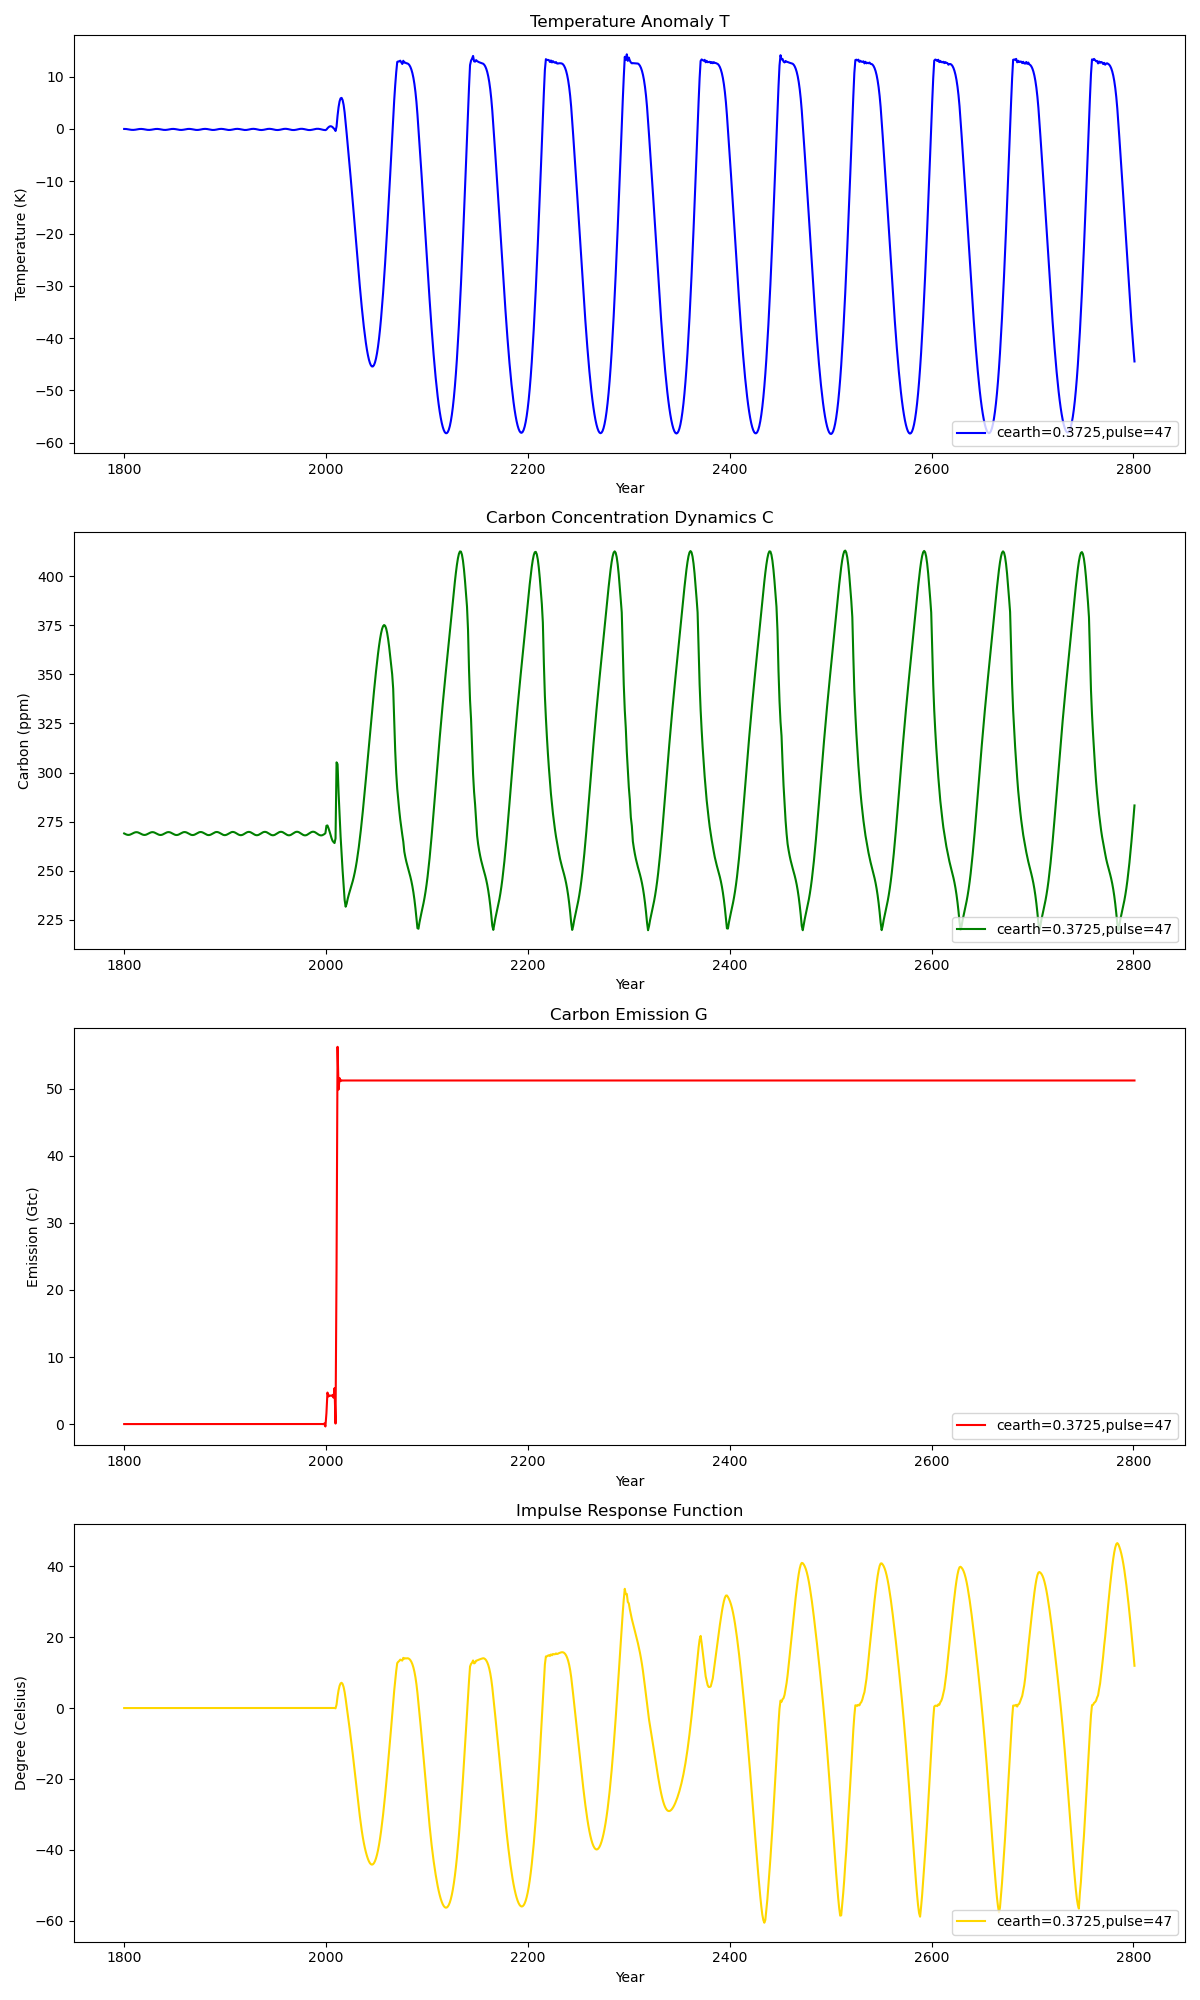 Temperature Anomaly T
Temperature (K)
10
0
−10
−20
−30
−40
−50
−60
cearth=0.3725,pulse=47
1800 2000 2200 2400 2600 2800
Year
Carbon Concentration Dynamics C
Carbon (ppm)
400
375
350
325
300
275
250
225
cearth=0.3725,pulse=47
1800 2000 2200 2400 2600 2800
Year
Carbon Emission G
Emission (Gtc)
50
40
30
20
10
0
cearth=0.3725,pulse=47
1800 2000 2200 2400 2600 2800
Year
Impulse Response Function
Degree (Celsius)
40
20
0
−20
−40
−60
cearth=0.3725,pulse=47
1800 2000 2200 2400 2600 2800
Year